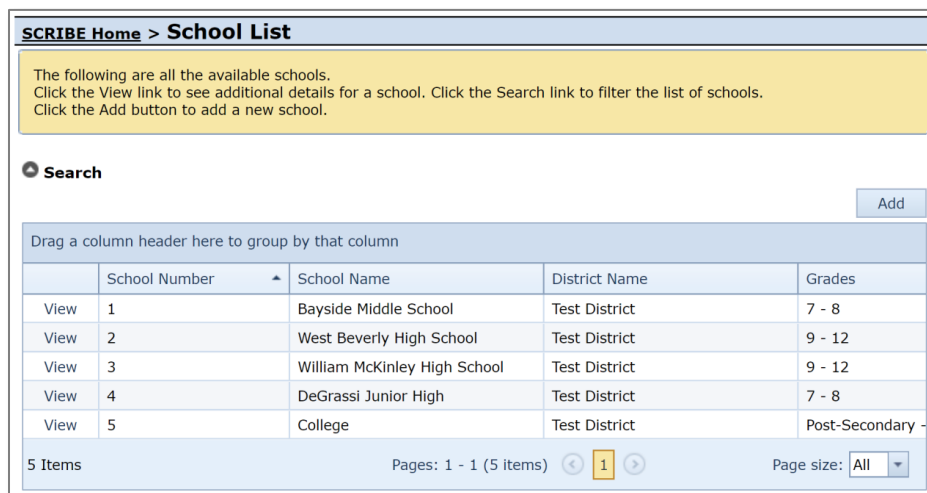 SCRIBE Home > School List
The following are all the available schools.
Click the View link to see additional details for a school. Click the Search link to filter the list of schools.
Click the Add button to add a new school.
Search
Add
Drag a column header here to group by that column
School Number School Name District Name Grades
View 1 Bayside Middle School Test District 7 - 8
View 2 West Beverly High School Test District 9 - 12
View 3 William McKinley High School Test District 9 - 12
View 4 DeGrassi Junior High Test District 7 - 8
View 5 College Test District Post-Secondary -
5 Items Pages: 1 - 1 (5 items) 1 Page size: All